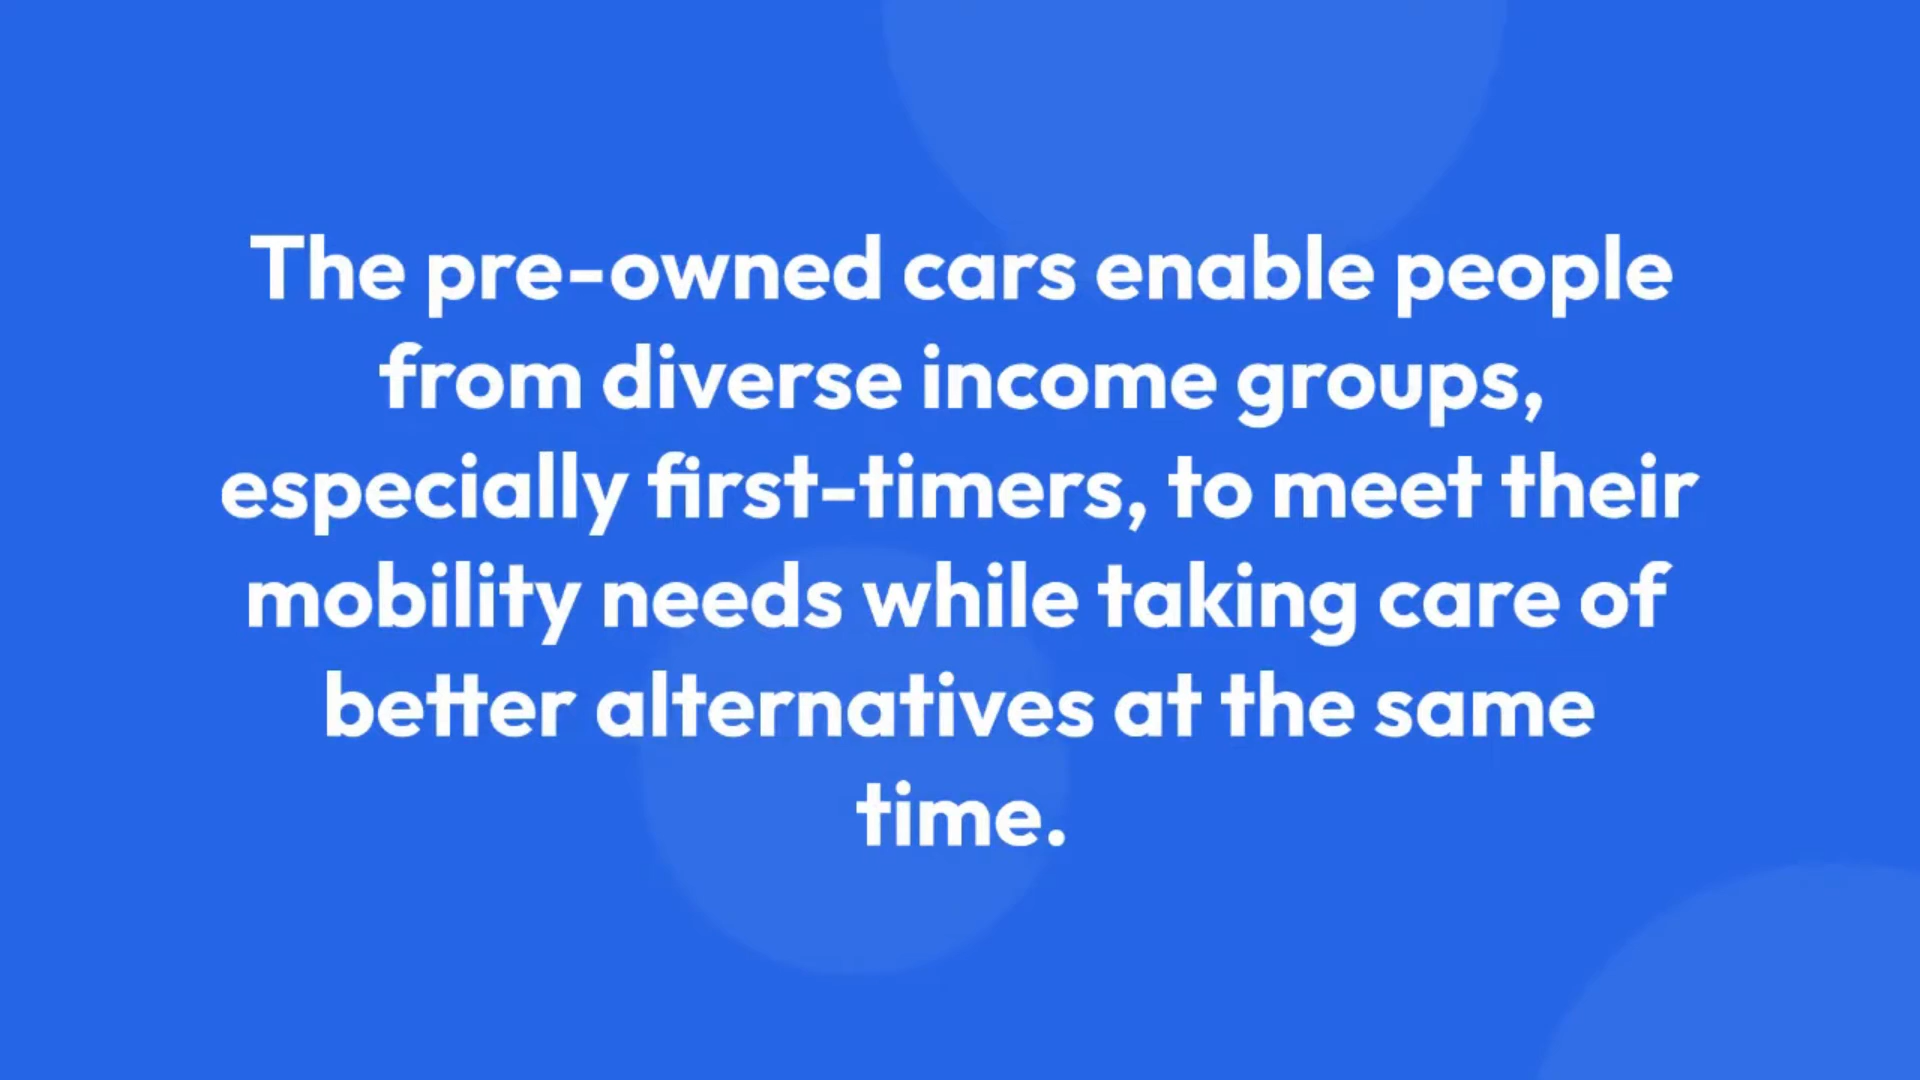 The pre-owned cars enable people
from diverse income groups,
especially first-timers, to meet their
mobility needs while taking care of
better alternatives at the same
time.